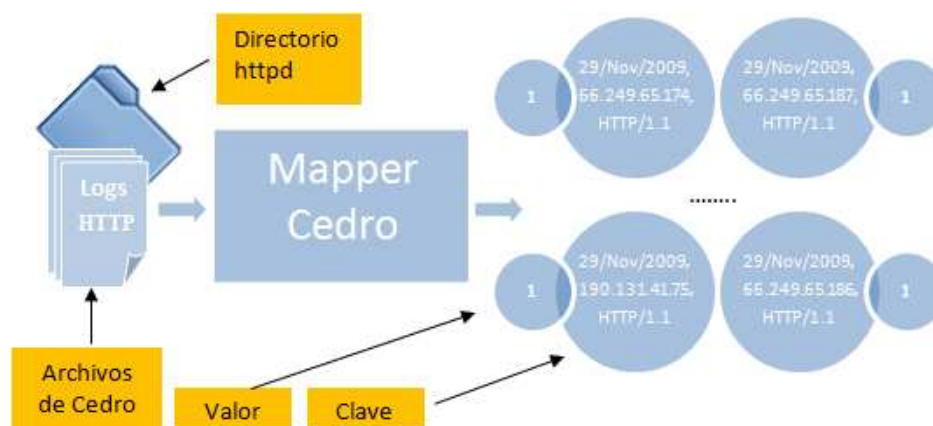 Directorio
httpd
Logs
HTTP
Mapper
Cedro
1
29/Nov/2009,
66.249.65.174,
HTTP/1.1
29/Nov/2009,
66.249.65.187,
HTTP/1.1
1
........
1
29/Nov/2009,
190.131.41.75,
HTTP/1.1
29/Nov/2009,
66.249.65.186,
HTTP/1.1
1
Archivos
de Cedro
Valor
Clave